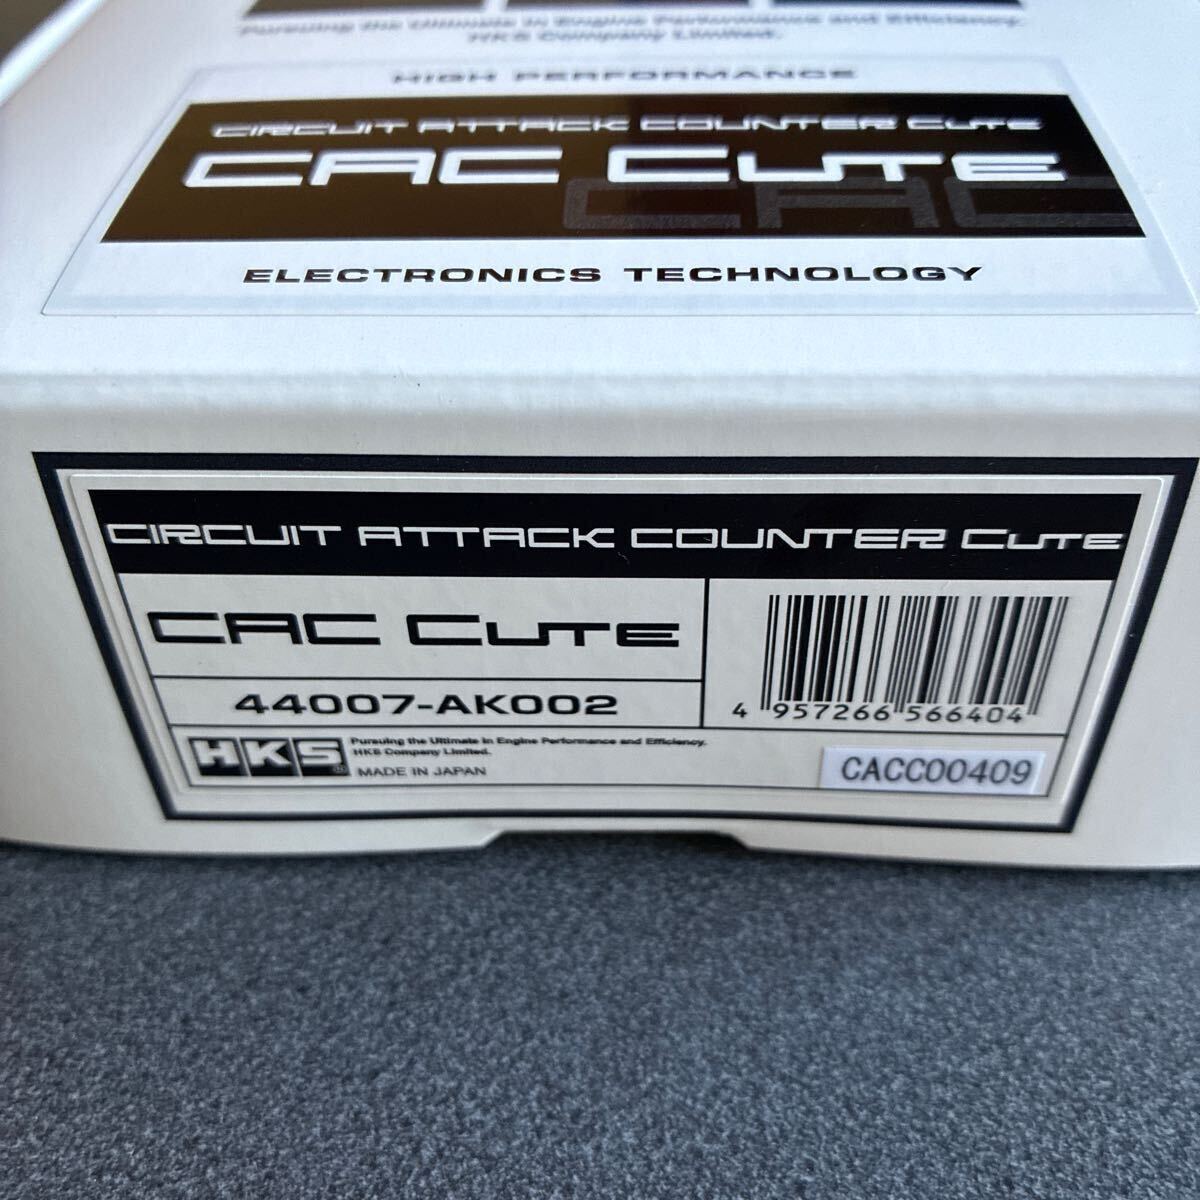 Pursuing the Ultimate in Engine Performance and Efficiency.
HKS Company Limited.
HIGH PERFORMANCE
CIRCUIT ATTACK COUNTER CUTE
CAC CUTE
CAC
ELECTRONICS TECHNOLOGY
CIRCUIT ATTACK COUNTER CUTE
CAC CUTE
44007-AK002
4 957266 566404
HKS®
Pursuing the Ultimate in Engine Performance and Efficiency.
HKS Company Limited.
MADE IN JAPAN
CACC00409